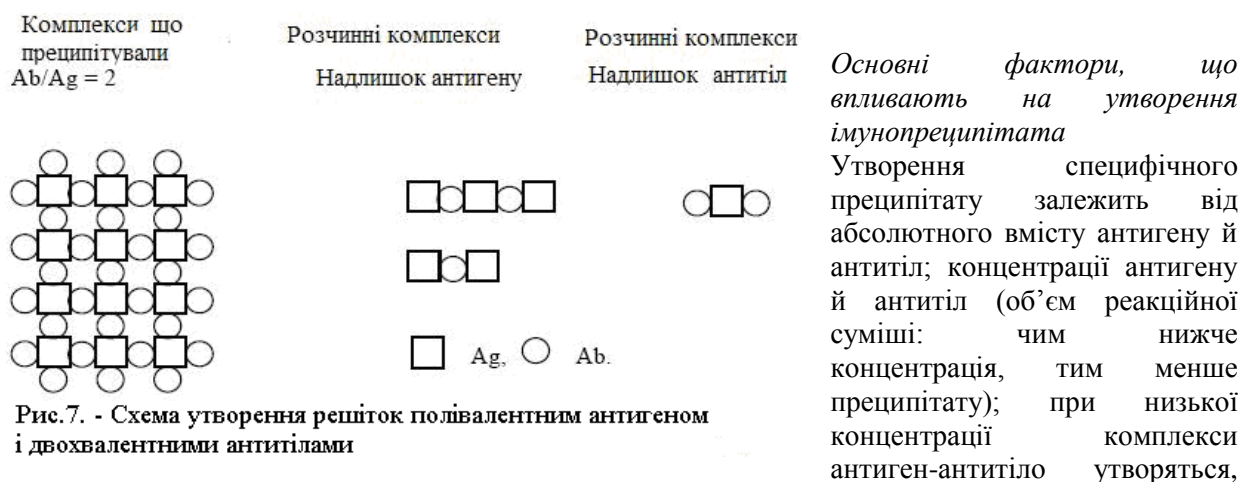 Комплекси що
преципітували
Ab/Ag = 2
Розчинні комплекси
Надлишок антигену
Розчинні комплекси
Надлишок антитіл
Ag, Ab.
Рис.7. - Схема утворення решіток полівалентним антигеном
і двохвалентними антитілами
Основні фактори, що
впливають на утворення
імунопреципітата
Утворення специфічного
преципітату залежить від
абсолютного вмісту антигену й
антитіл; концентрації антигену
й антитіл (об’єм реакційної
суміші: чим нижче
концентрація, тим менше
преципітату); при низької
концентрації комплекси
антиген-антитіло утворяться,